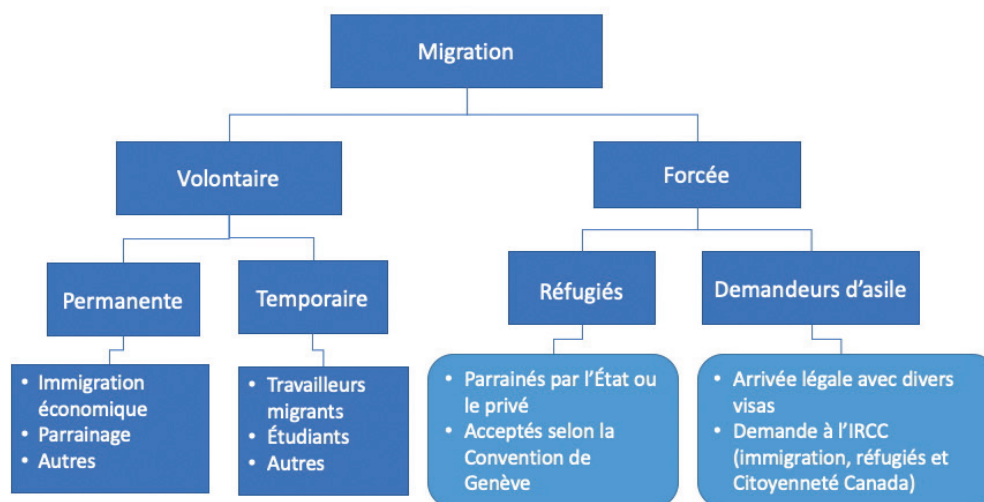 Migration
Volontaire
Forcée
Permanente
Temporaire
Réfugiés
Demandeurs d'asile
• Immigration
économique
• Parrainage
• Autres
• Travailleurs
migrants
• Étudiants
• Autres
• Parrainés par l'État ou
le privé
• Acceptés selon la
Convention de
Genève
• Arrivée légale avec divers
visas
• Demande à l'IRCC
(immigration, réfugiés et
Citoyenneté Canada)